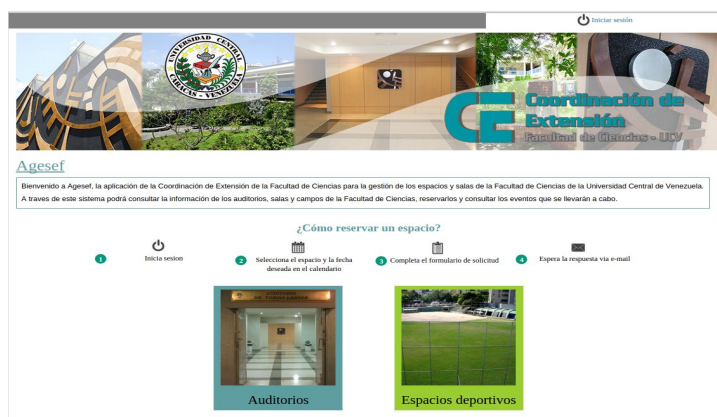 Iniciar sesión
UNIVERSIDAD CENTRAL
CARACAS - VENEZUELA
Coordinación de
Extensión
Facultad de Ciencias - UCV
Agesef
Bienvenido a Agesef, la aplicación de la Coordinación de Extensión de la Facultad de Ciencias para la gestión de los espacios y salas de la Facultad de Ciencias de la Universidad Central de Venezuela.
A traves de este sistema podrá consultar la información de los auditorios, salas y campos de la Facultad de Ciencias, reservarlos y consultar los eventos que se llevarán a cabo.
¿Cómo reservar un espacio?
1 Inicia sesion
2 Selecciona el espacio y la fecha
deseada en el calendario
3 Completa el formulario de solicitud
4 Espera la respuesta via e-mail
Auditorios
Espacios deportivos